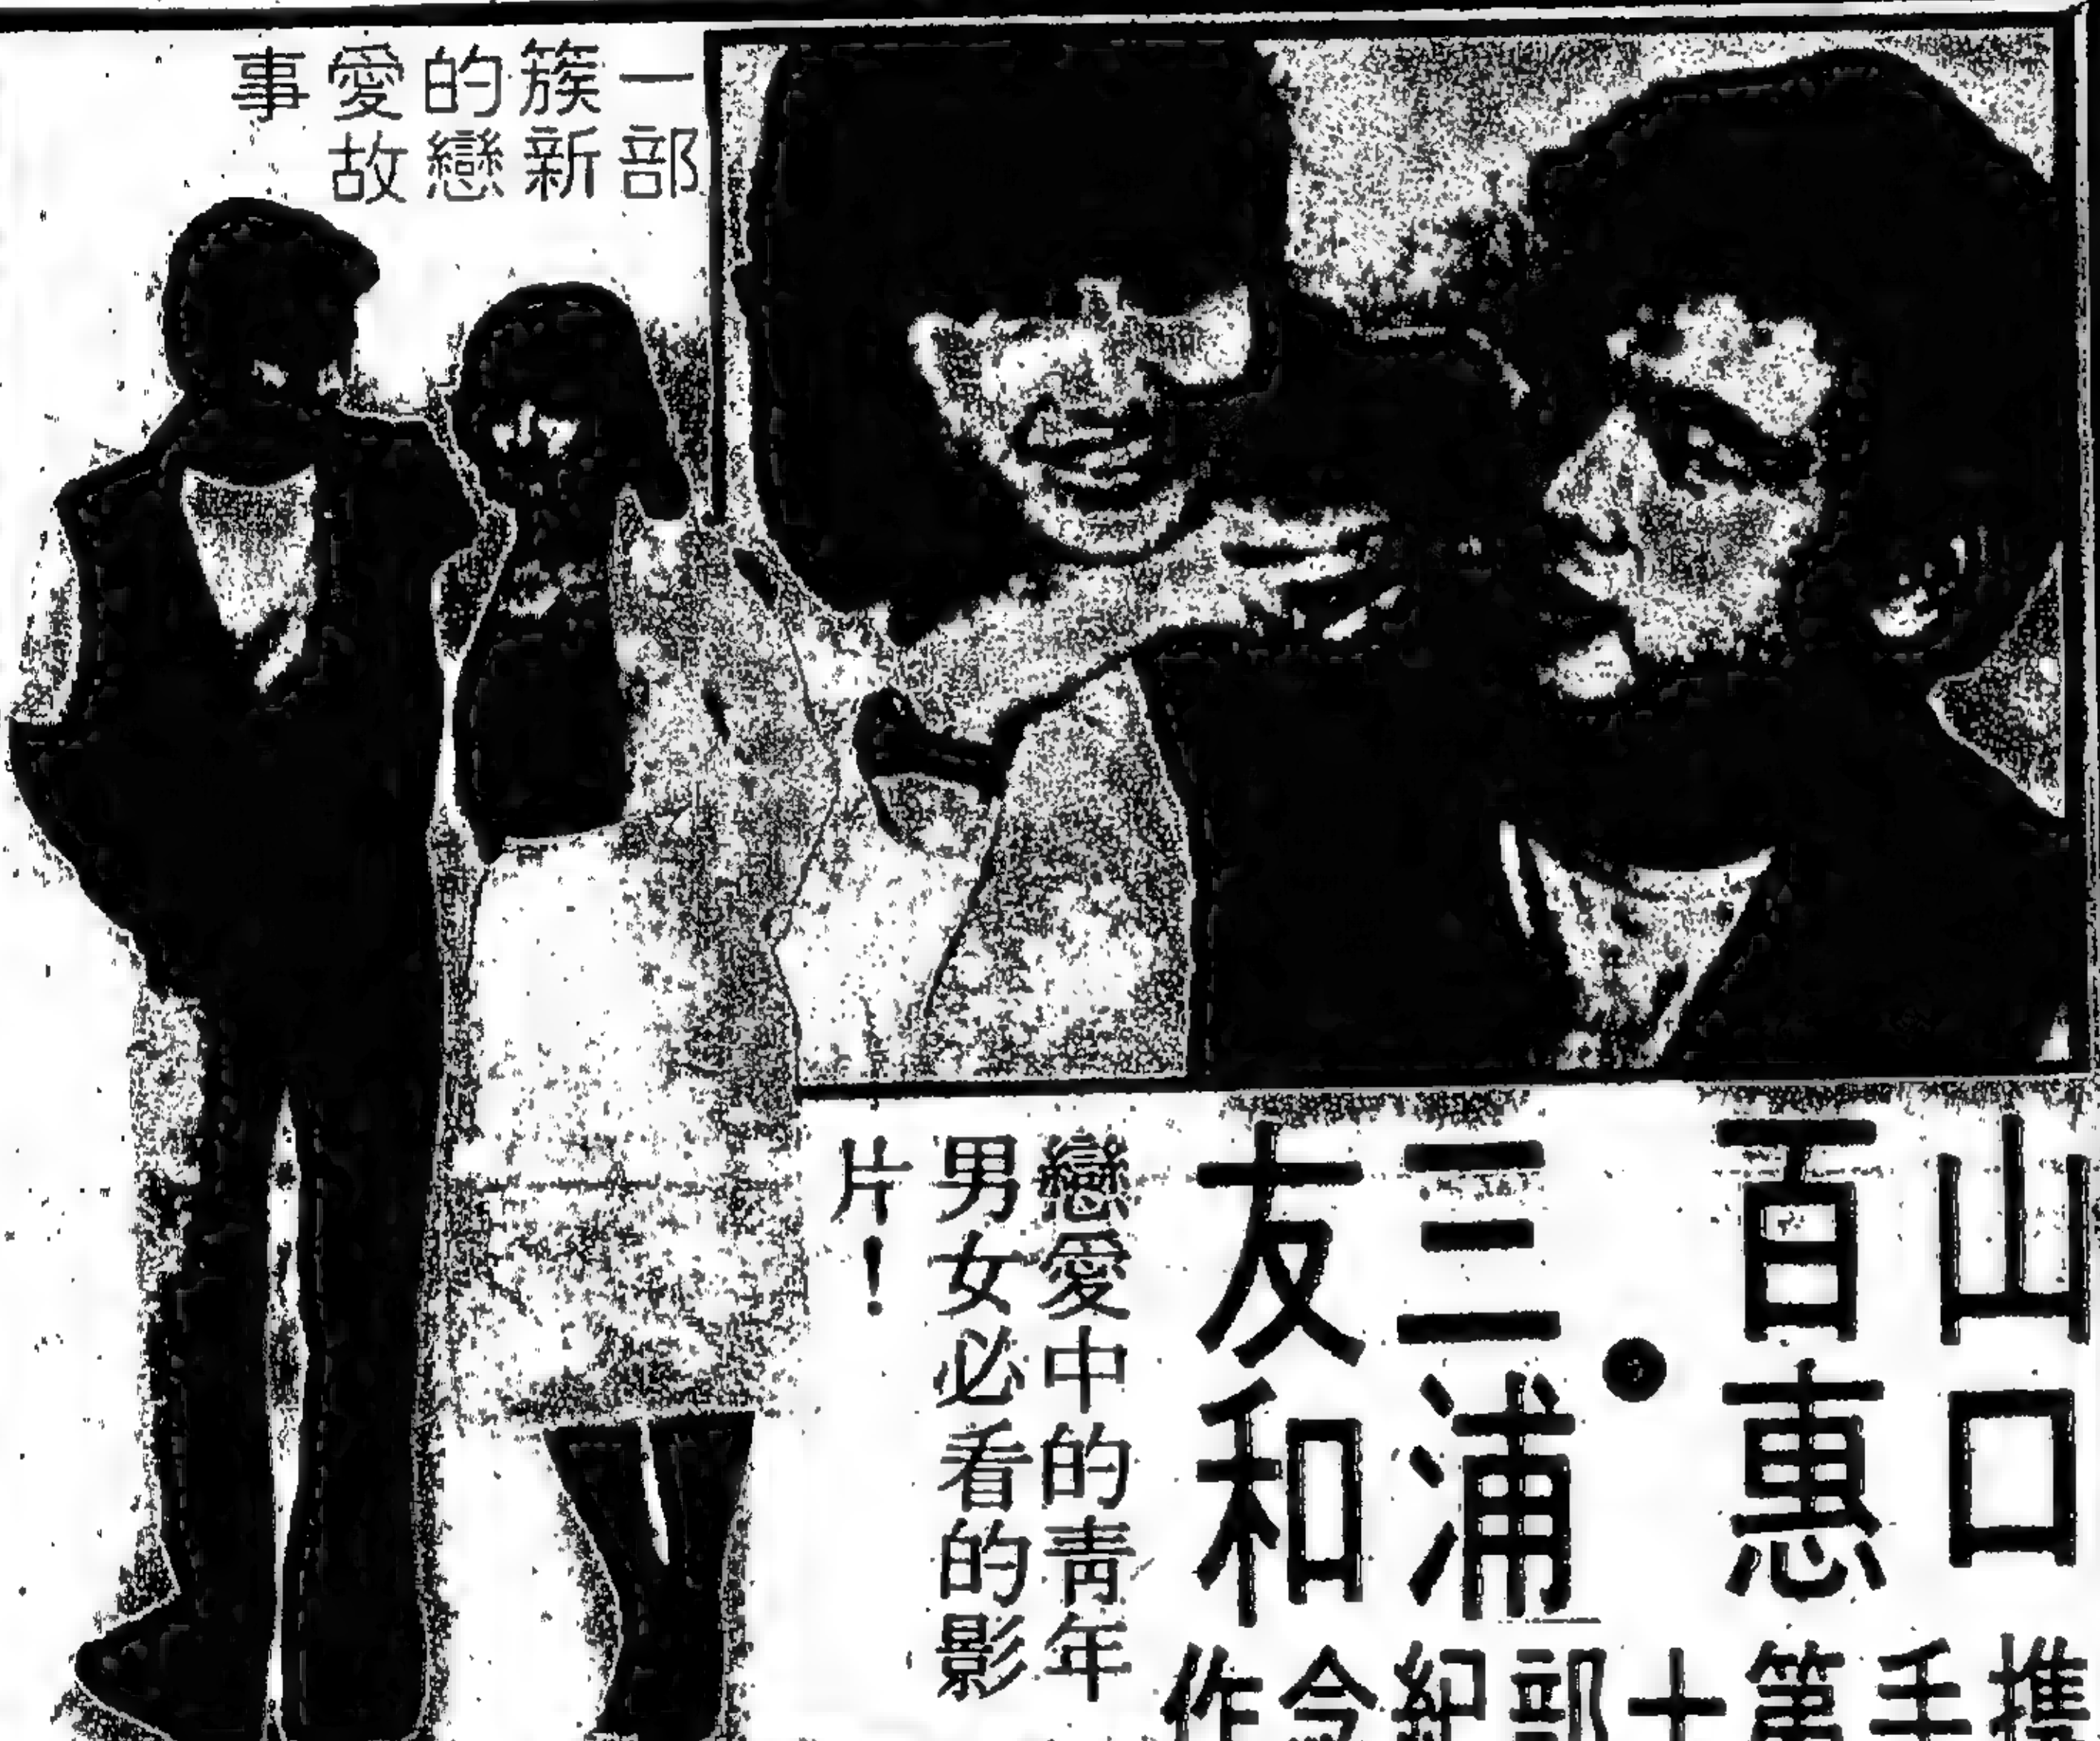 一部
簇新
的戀
愛故
事
山口
百惠
●
三浦
友和
攜手第十部紀念作
戀愛中的青年
男女必看的影
片！